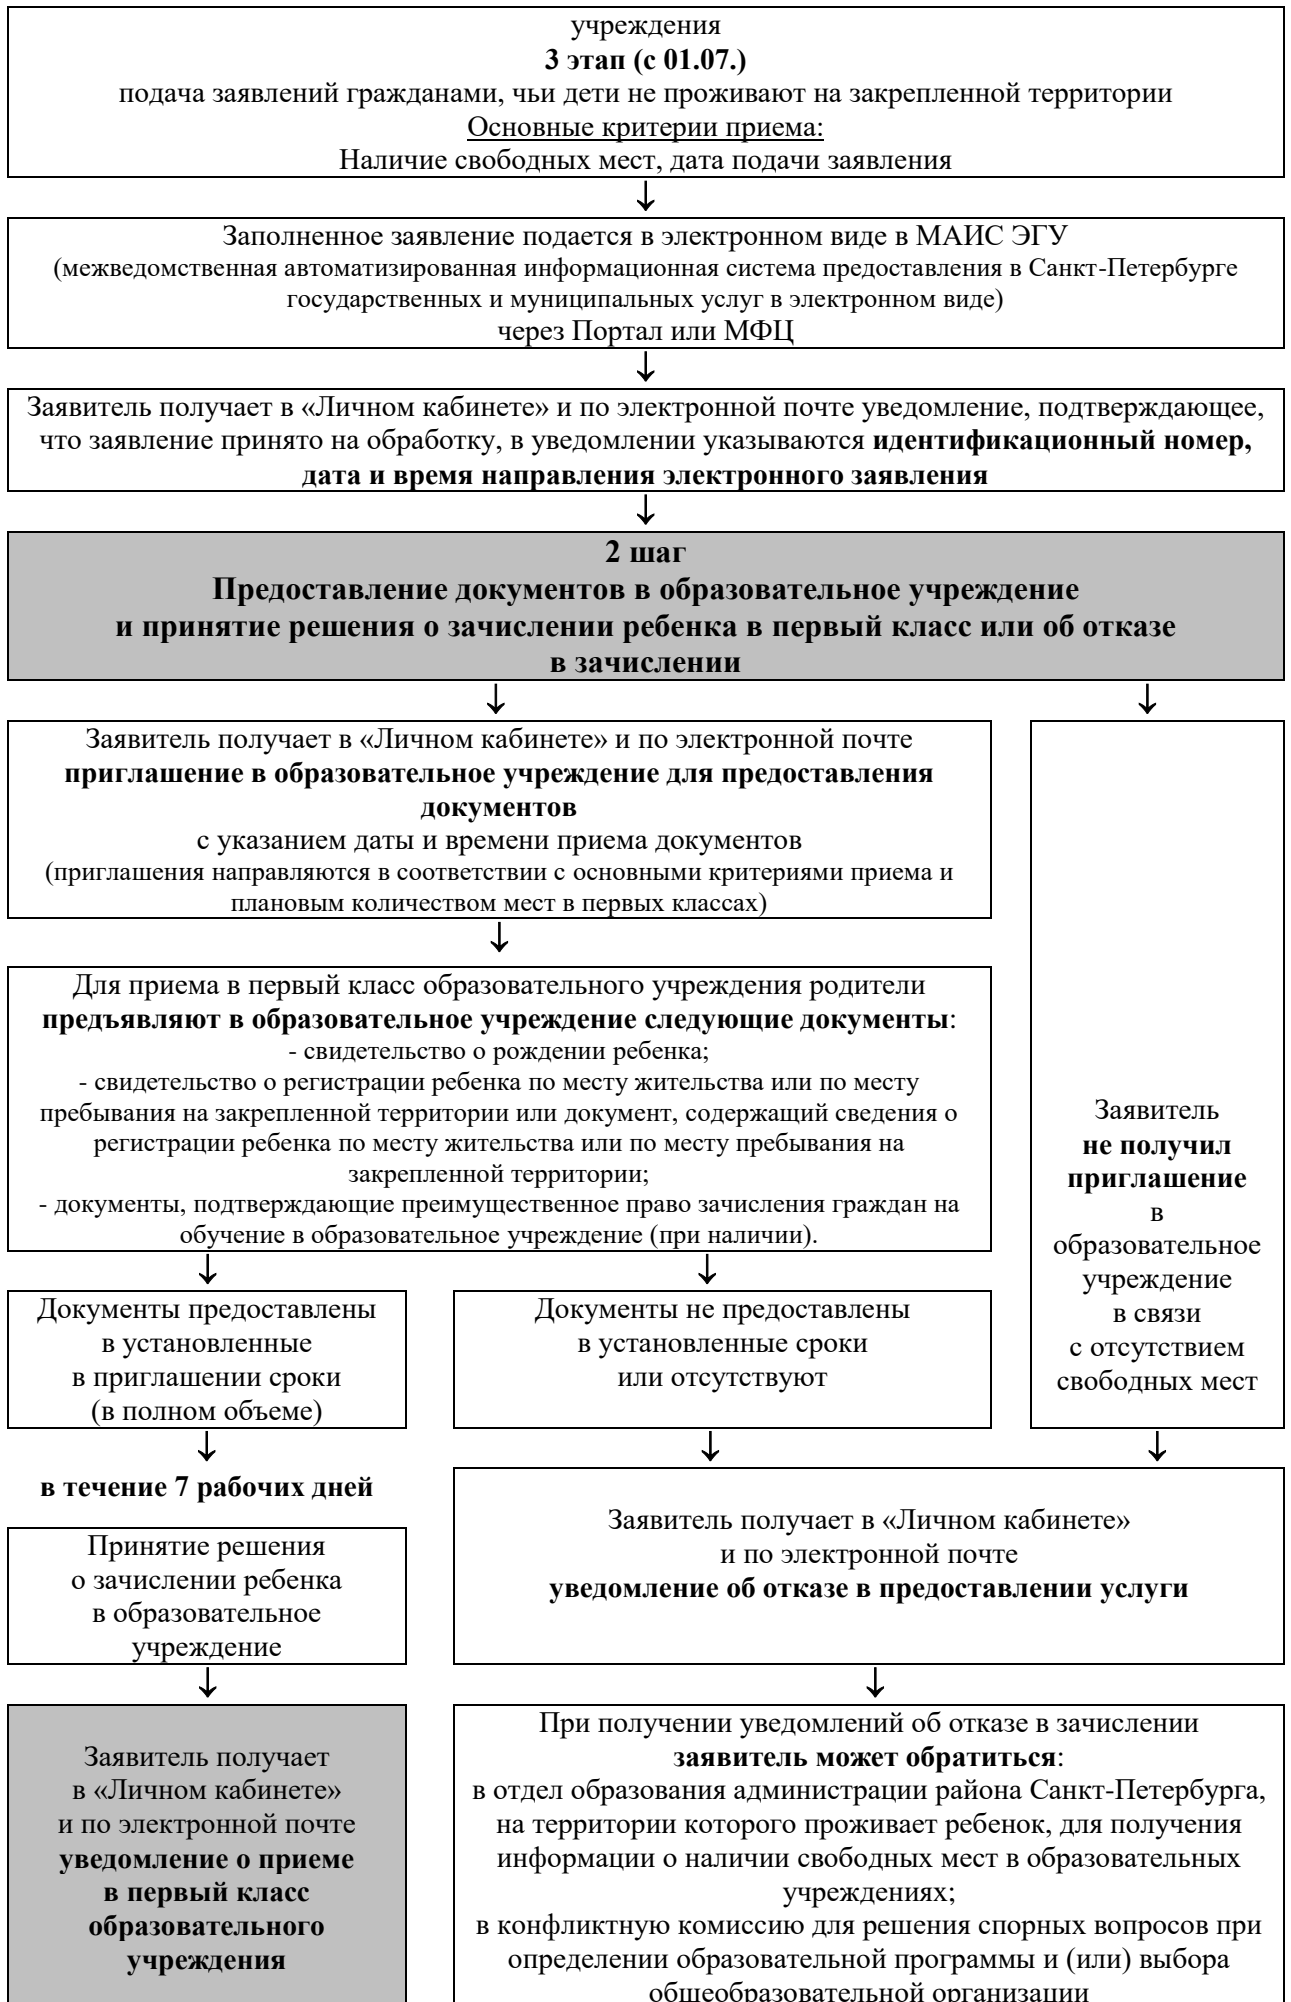 учреждения
3 этап (с 01.07.)
подача заявлений гражданами, чьи дети не проживают на закрепленной территории
Основные критерии приема:
Наличие свободных мест, дата подачи заявления
Заполненное заявление подается в электронном виде в МАИС ЭГУ
(межведомственная автоматизированная информационная система предоставления в Санкт-Петербурге
государственных и муниципальных услуг в электронном виде)
через Портал или МФЦ
Заявитель получает в «Личном кабинете» и по электронной почте уведомление, подтверждающее,
что заявление принято на обработку, в уведомлении указываются идентификационный номер,
дата и время направления электронного заявления
2 шаг
Предоставление документов в образовательное учреждение
и принятие решения о зачислении ребенка в первый класс или об отказе
в зачислении
Заявитель получает в «Личном кабинете» и по электронной почте
приглашение в образовательное учреждение для предоставления
документов
с указанием даты и времени приема документов
(приглашения направляются в соответствии с основными критериями приема и
плановым количеством мест в первых классах)
Для приема в первый класс образовательного учреждения родители
предъявляют в образовательное учреждение следующие документы:
- свидетельство о рождении ребенка;
- свидетельство о регистрации ребенка по месту жительства или по месту
пребывания на закрепленной территории или документ, содержащий сведения о
регистрации ребенка по месту жительства или по месту пребывания на
закрепленной территории;
- документы, подтверждающие преимущественное право зачисления граждан на
обучение в образовательное учреждение (при наличии).
Заявитель
не получил
приглашение
в
образовательное
учреждение
в связи
с отсутствием
свободных мест
Документы предоставлены
в установленные
в приглашении сроки
(в полном объеме)
Документы не предоставлены
в установленные сроки
или отсутствуют
в течение 7 рабочих дней
Принятие решения
о зачислении ребенка
в образовательное
учреждение
Заявитель получает в «Личном кабинете»
и по электронной почте
уведомление об отказе в предоставлении услуги
Заявитель получает
в «Личном кабинете»
и по электронной почте
уведомление о приеме
в первый класс
образовательного
учреждения
При получении уведомлений об отказе в зачислении
заявитель может обратиться:
в отдел образования администрации района Санкт-Петербурга,
на территории которого проживает ребенок, для получения
информации о наличии свободных мест в образовательных
учреждениях;
в конфликтную комиссию для решения спорных вопросов при
определении образовательной программы и (или) выбора
общеобразовательной организации